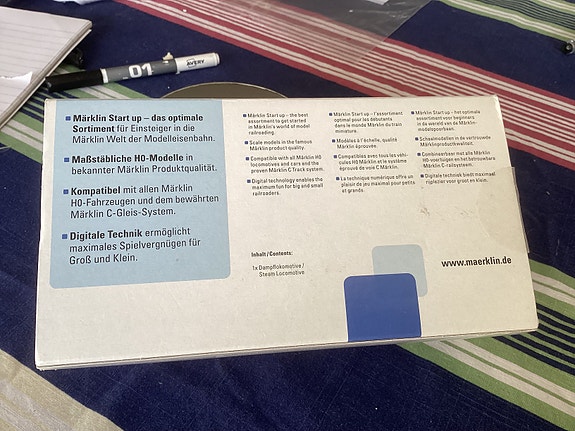 01
AVERY
Märklin Start up – das optimale
Sortiment für Einsteiger in die
Märklin Welt der Modelleisenbahn.
Maßstäbliche H0-Modelle in
bekannter Märklin Produktqualität.
Kompatibel mit allen Märklin
H0-Fahrzeugen und dem bewährten
Märklin C-Gleis-System.
Digitale Technik ermöglicht
maximales Spielvergnügen für
Groß und Klein.
Märklin Start up – the best
assortment to get started
in Märklin's world of model
railroading.
Scale models in the famous
Märklin product quality.
Compatible with all Märklin H0
locomotives and cars and the
proven Märklin C Track system.
Digital technology enables the
maximum fun for big and small
railroaders.
Märklin Start up – l'assortiment
optimal pour les débutants
dans le monde Märklin du train
miniature.
Modèles à l'échelle, qualité
Märklin éprouvée.
Compatibles avec tous les véhi-
cules H0 Märklin et le système
éprouvé de voie C Märklin.
La technique numérique offre un
plaisir de jeu maximal pour petits
et grands.
Märklin Start up – het optimale
assortiment voor beginners
in de wereld van de Märklin-
modelspoorbaan.
Schaalmodellen in de vertrouwde
Märklinproductkwaliteit.
Combineerbaar met alle Märklin
H0-voertuigen en het betrouwbare
Märklin C-railsysteem.
Digitale techniek biedt maximaal
rijplezier voor groot en klein.
Inhalt / Contents:
1x Dampflokomotive /
Steam Locomotive
www.maerklin.de